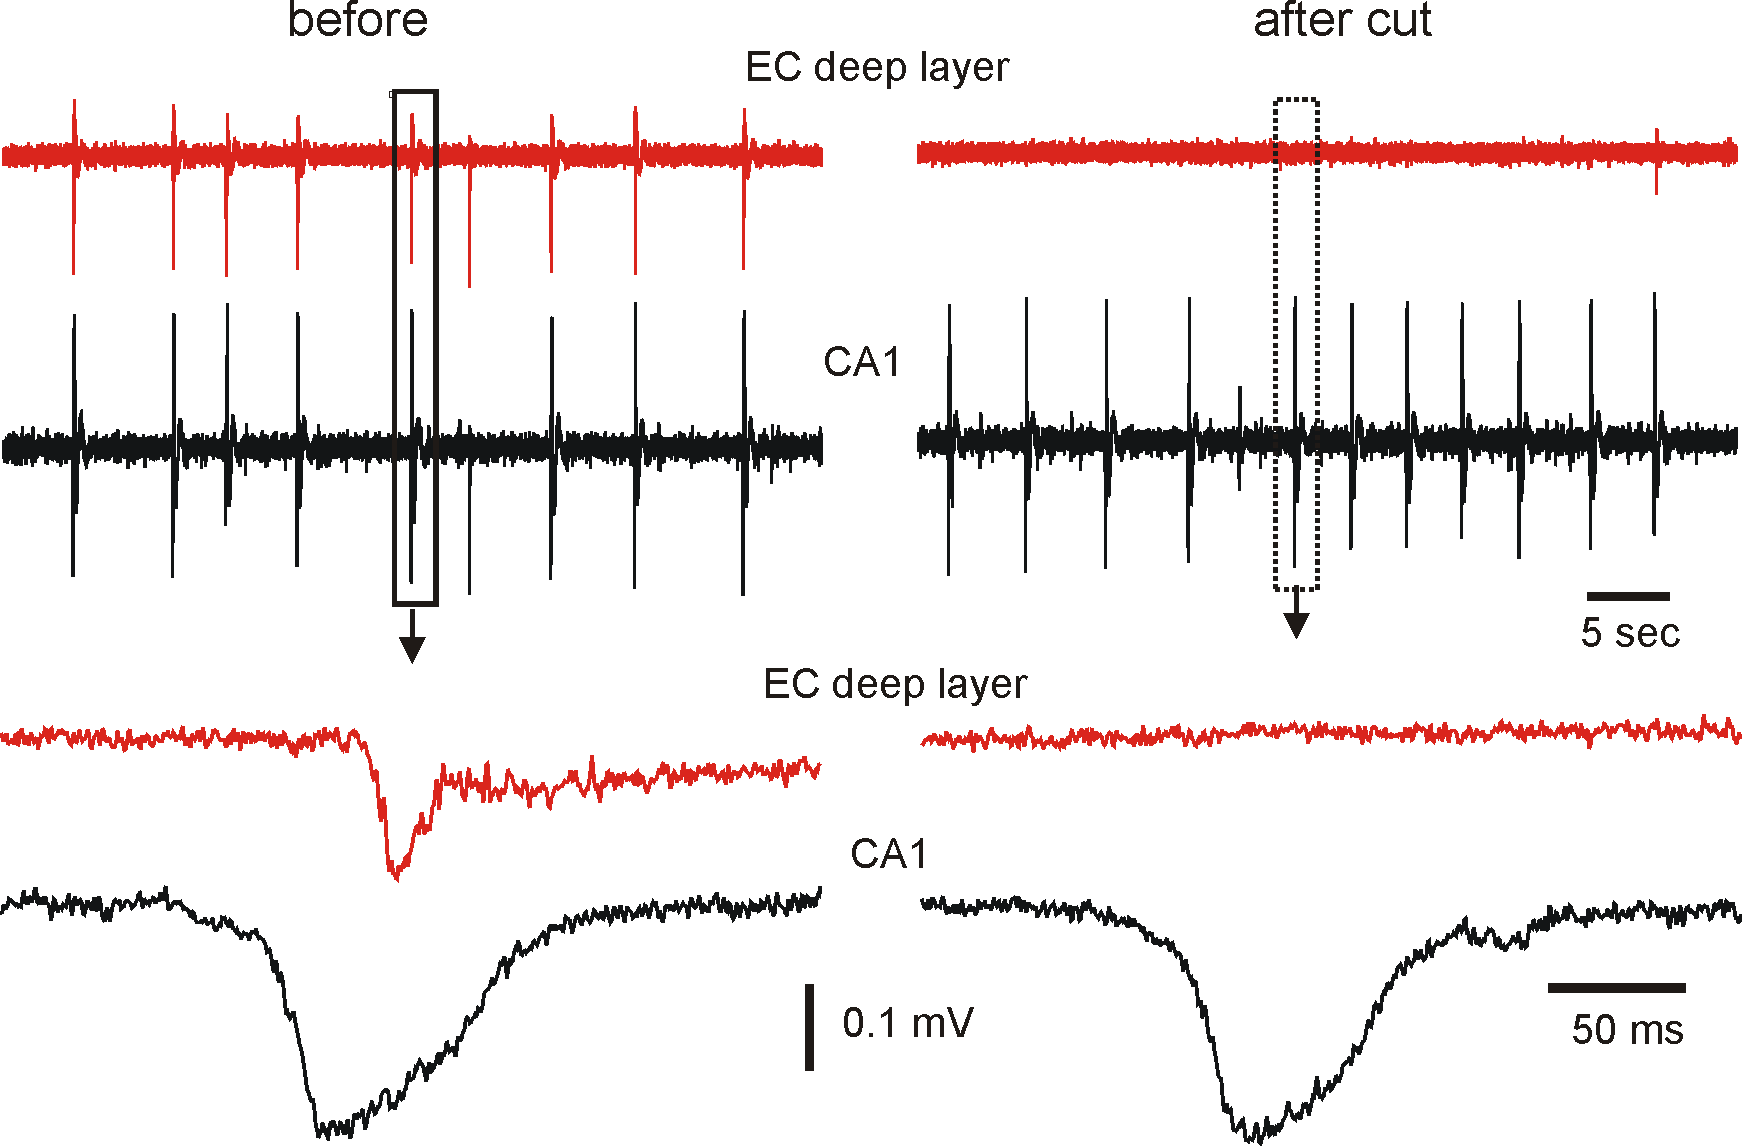 before
after cut
EC deep layer
CA1
5 sec
EC deep layer
CA1
0.1 mV
50 ms